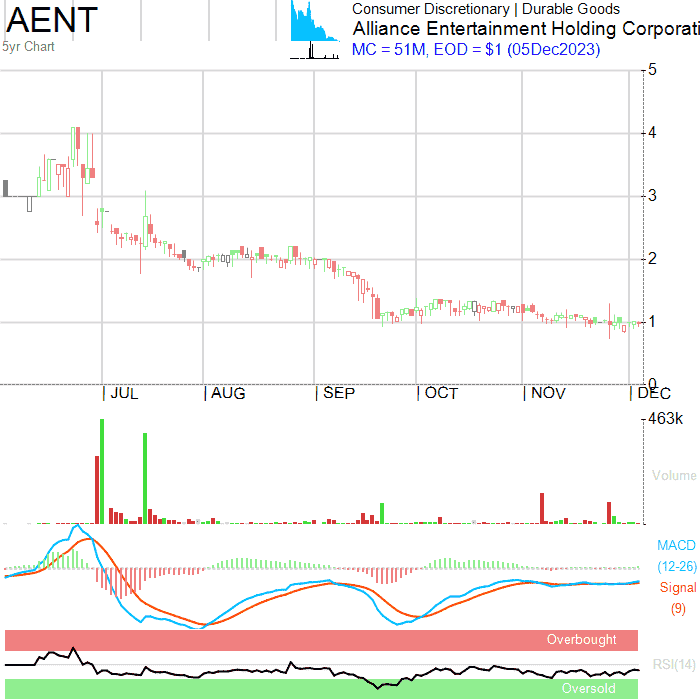 AENT
5yr Chart
Consumer Discretionary | Durable Goods
Alliance Entertainment Holding Corporati
MC = 51M, EOD = $1 (05Dec2023)
5
4
3
2
1
0
JUL AUG SEP OCT NOV DEC
463k
Volume
MACD
(12-26)
Signal
(9)
Overbought
RSI(14)
Oversold